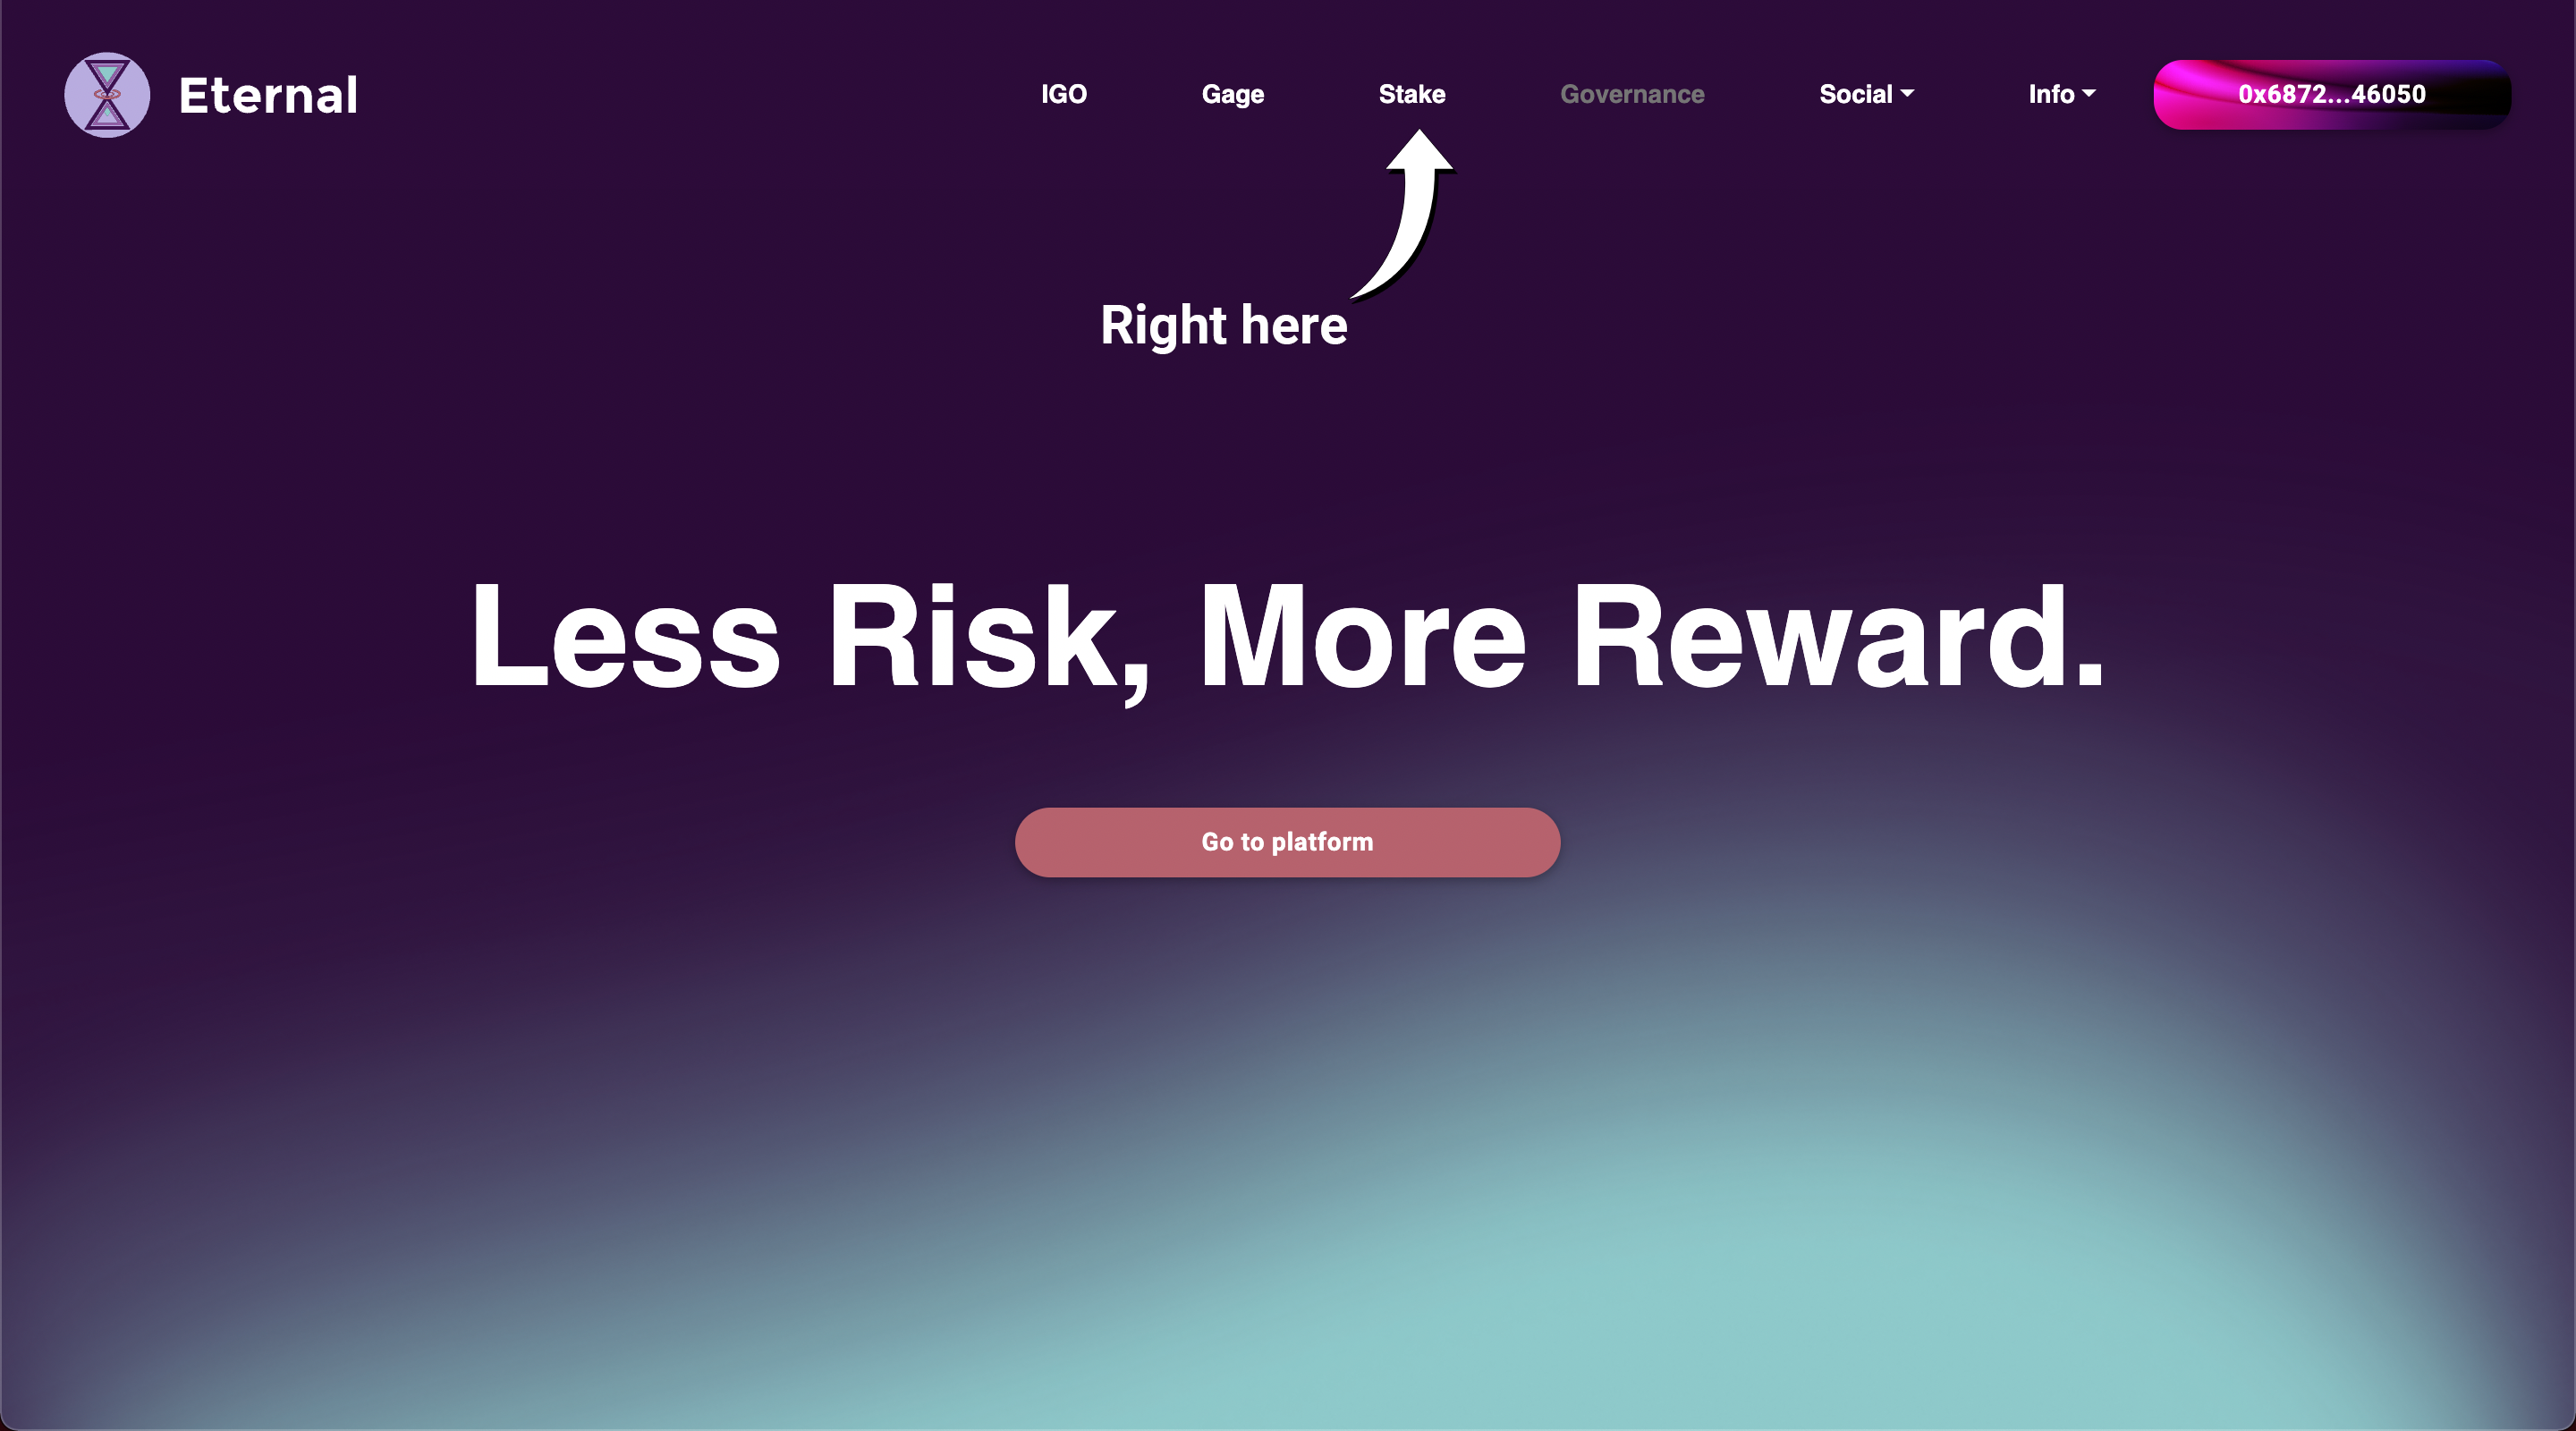 Eternal
IGO
Gage
Stake
Governance
Social
Info
0x6872...46050
Right here
Less Risk, More Reward.
Go to platform